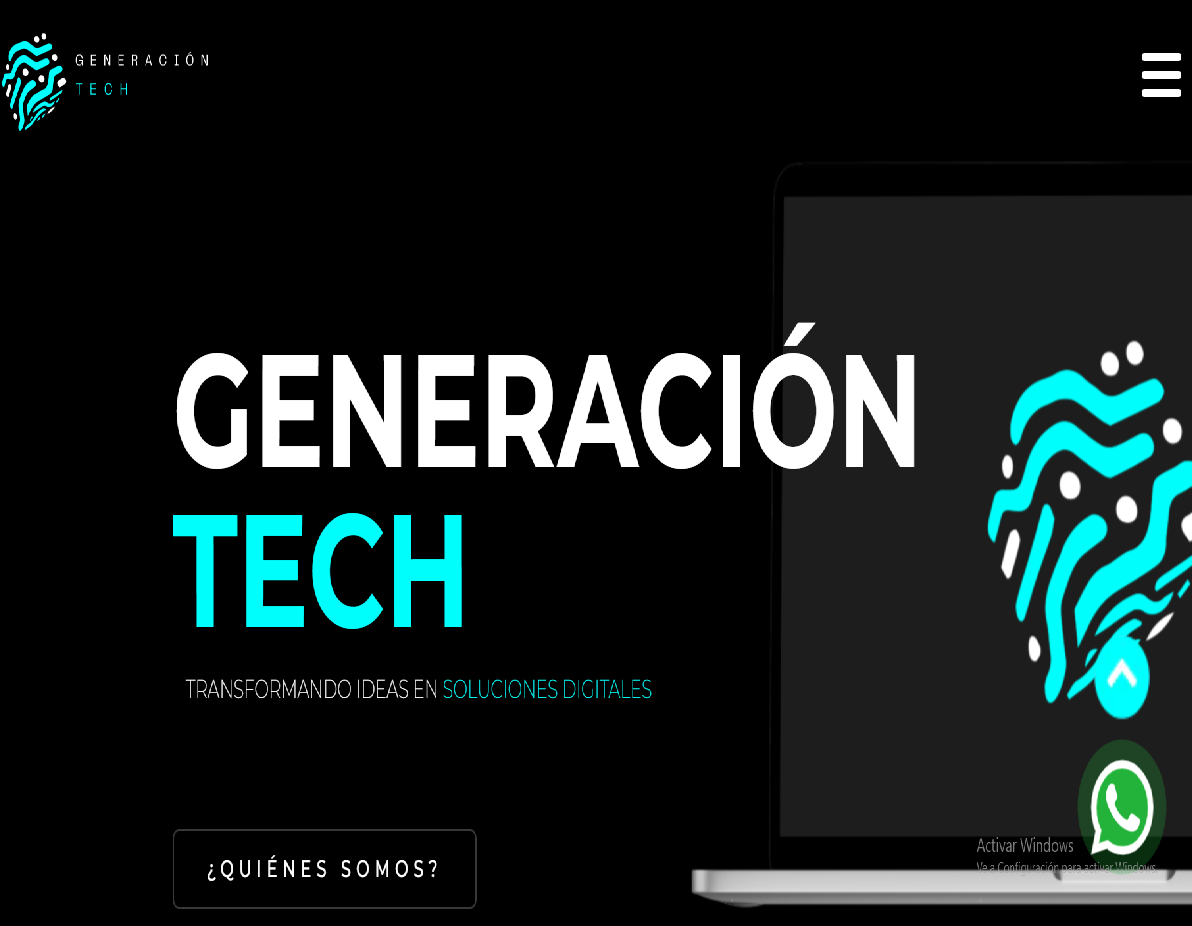 GENERACIÓN
TECH
GENERACIÓN
TECH
TRANSFORMANDO IDEAS EN SOLUCIONES DIGITALES
¿QUIÉNES SOMOS?
Activar Windows
Ve a Configuración para activar Windows.